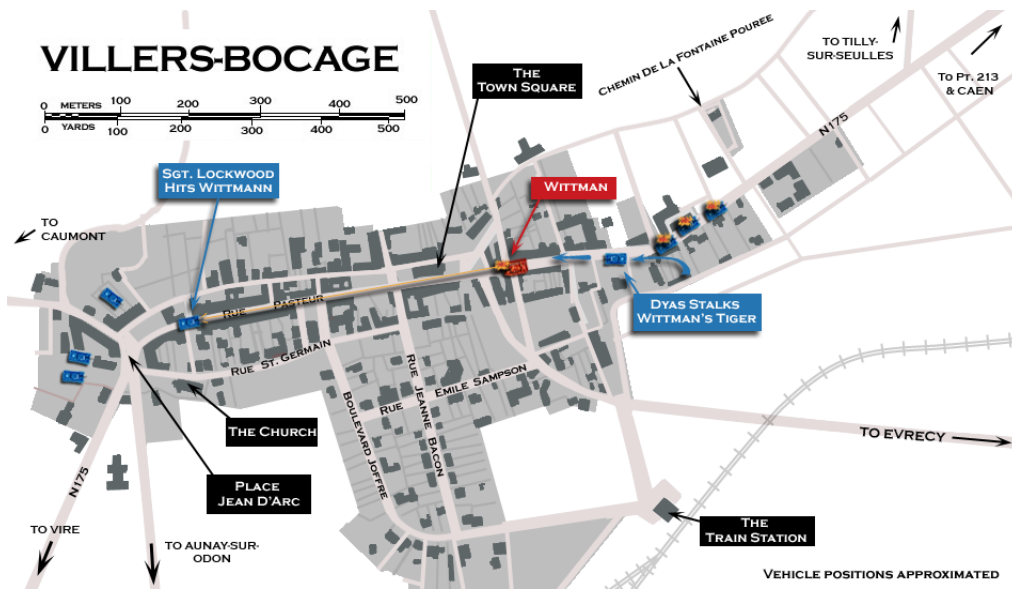 VILLERS-BOCAGE
0 METERS 100 200 300 400 500
0 YARDS 100 200 300 400 500
THE
TOWN SQUARE
CHEMIN DE LA FONTAINE POUREE
TO TILLY-
SUR-SEULLES
TO PT. 213
& CAEN
N175
SGT. LOCKWOOD
HITS WITTMANN
WITTMAN
TO
CAUMONT
DYAS STALKS
WITTMAN'S TIGER
RUE PASTEUR
RUE ST. GERMAIN
RUE EMILE SAMPSON
RUE JEANNE BACON
BOULEVARD JOFFRE
THE CHURCH
TO EVRECY
PLACE
JEAN D'ARC
N175
TO VIRE
TO AUNAY-SUR-
ODON
THE
TRAIN STATION
VEHICLE POSITIONS APPROXIMATED